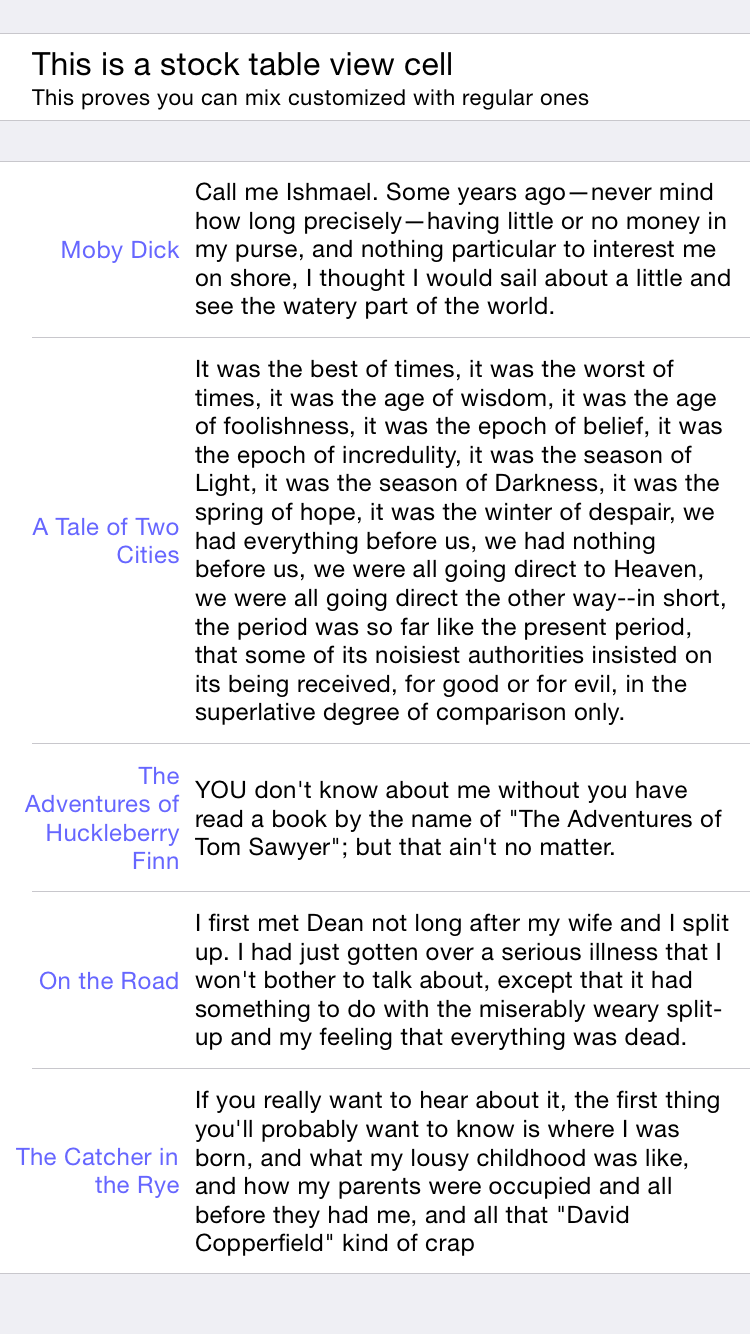 This is a stock table view cell
This proves you can mix customized with regular ones
Moby Dick
Call me Ishmael. Some years ago—never mind
how long precisely—having little or no money in
my purse, and nothing particular to interest me
on shore, I thought I would sail about a little and
see the watery part of the world.
A Tale of Two
Cities
It was the best of times, it was the worst of
times, it was the age of wisdom, it was the age
of foolishness, it was the epoch of belief, it was
the epoch of incredulity, it was the season of
Light, it was the season of Darkness, it was the
spring of hope, it was the winter of despair, we
had everything before us, we had nothing
before us, we were all going direct to Heaven,
we were all going direct the other way--in short,
the period was so far like the present period,
that some of its noisiest authorities insisted on
its being received, for good or for evil, in the
superlative degree of comparison only.
The
Adventures of
Huckleberry
Finn
YOU don't know about me without you have
read a book by the name of "The Adventures of
Tom Sawyer"; but that ain't no matter.
On the Road
I first met Dean not long after my wife and I split
up. I had just gotten over a serious illness that I
won't bother to talk about, except that it had
something to do with the miserably weary split-
up and my feeling that everything was dead.
The Catcher in
the Rye
If you really want to hear about it, the first thing
you'll probably want to know is where I was
born, and what my lousy childhood was like,
and how my parents were occupied and all
before they had me, and all that "David
Copperfield" kind of crap